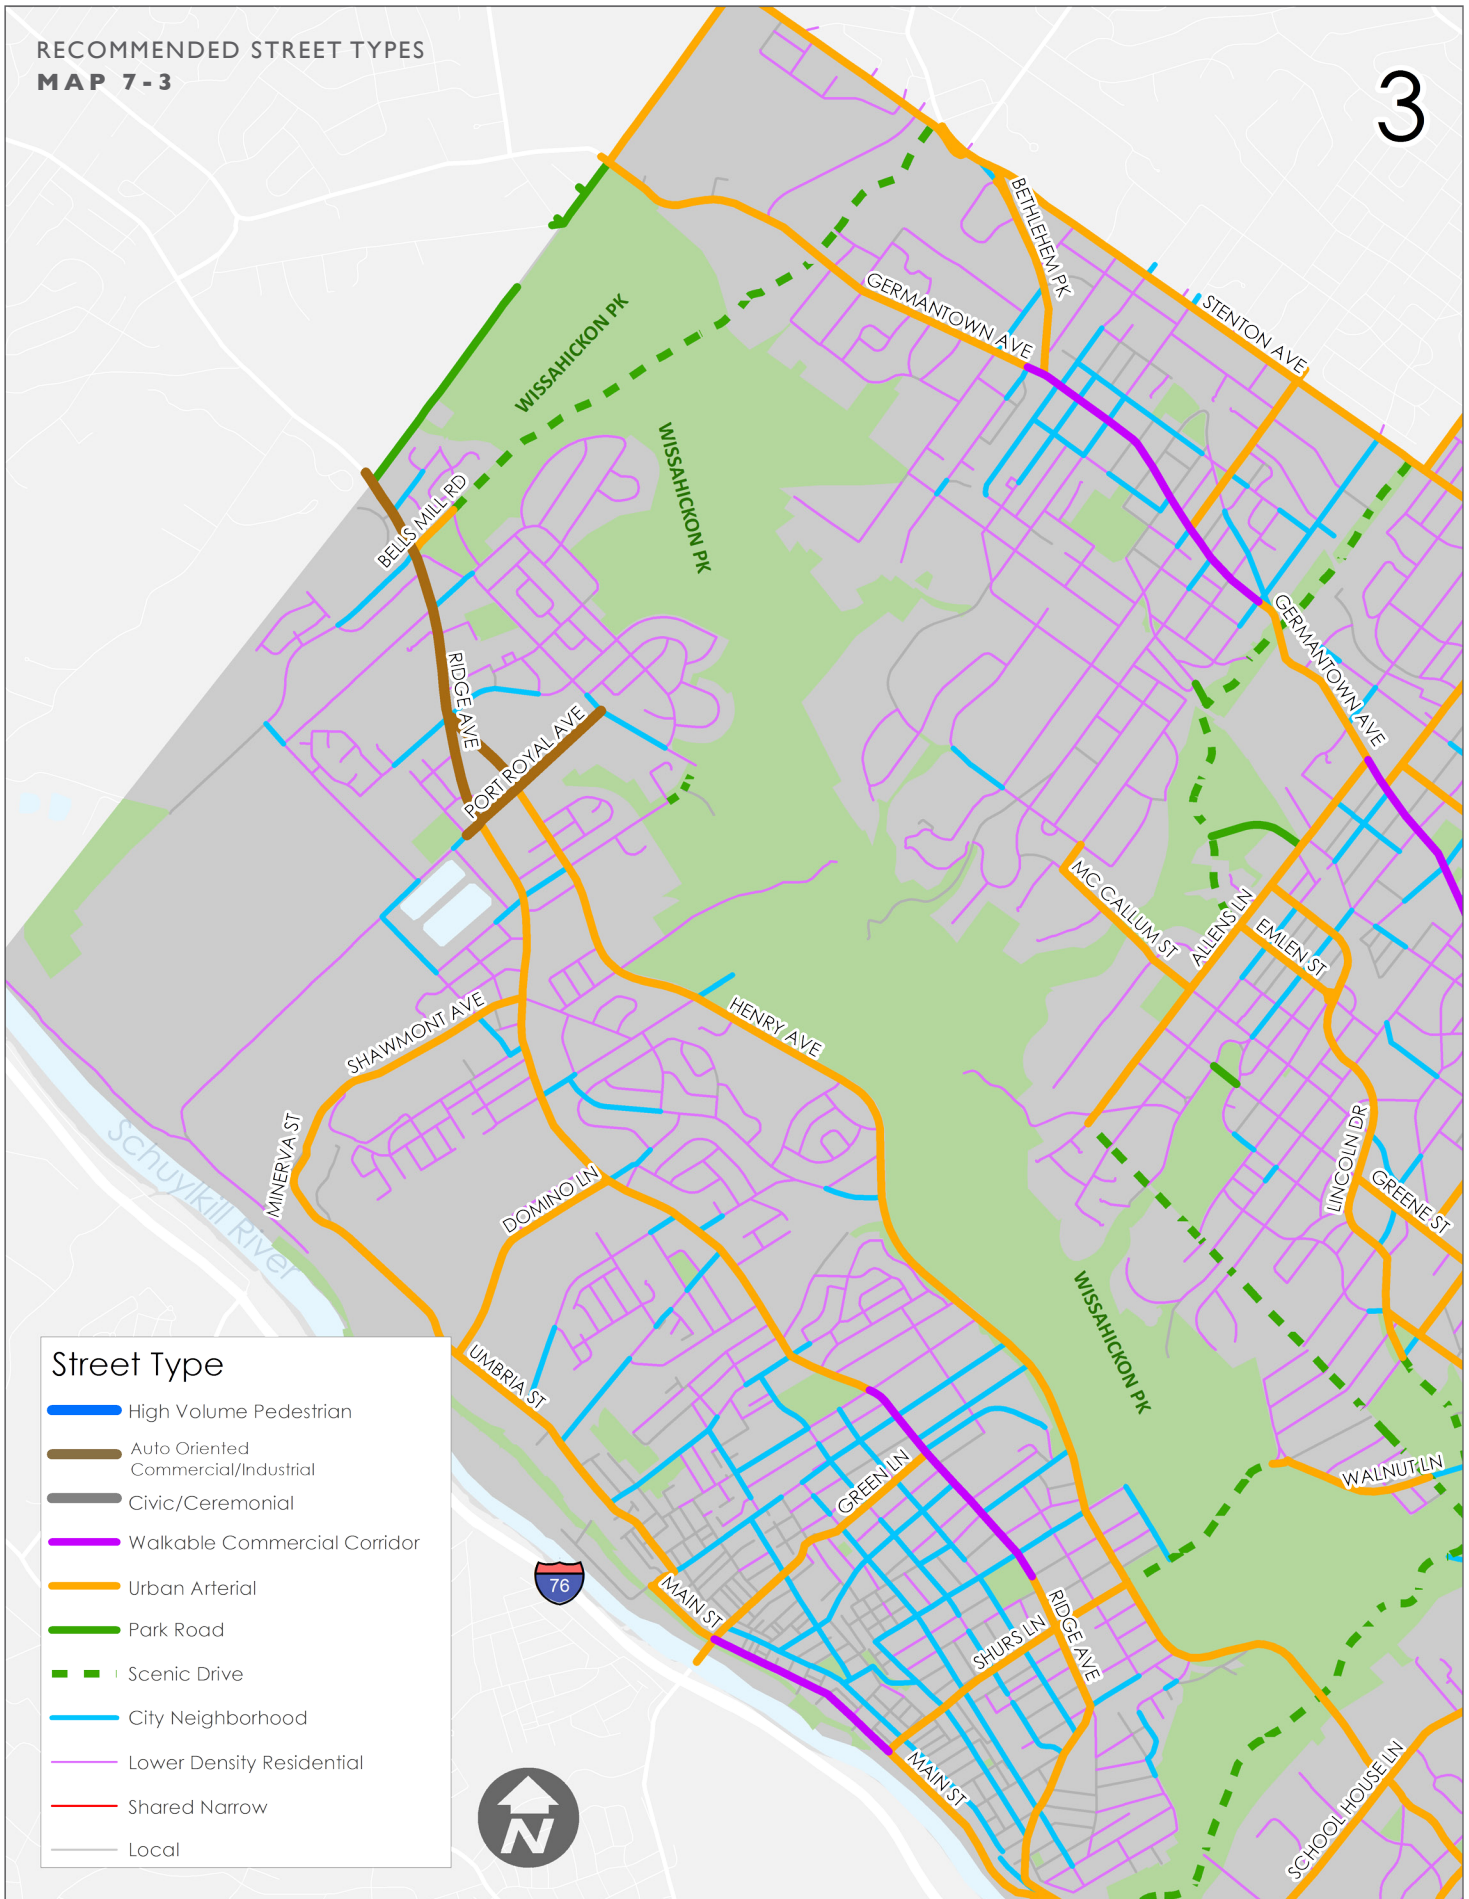 RECOMMENDED STREET TYPES
MAP 7-3
3
BETHLEHEM PK
GERMANTOWN AVE
STENTON AVE
WISSAHICKON PK
WISSAHICKON PK
BELLS MILL RD
RIDGE AVE
PORT ROYAL AVE
GERMANTOWN AVE
MC CALLUM ST
ALLENS LN
EMLEN ST
SHAWMONT AVE
HENRY AVE
MINERVA ST
Schuylkill River
DOMINO LN
LINCOLN DR
GREENE ST
WISSAHICKON PK
UMBRIA ST
GREEN LN
WALNUT LN
MAIN ST
SHURS LN
RIDGE AVE
MAIN ST
SCHOOL HOUSE LN
76
N
Street Type
High Volume Pedestrian
Auto Oriented
Commercial/Industrial
Civic/Ceremonial
Walkable Commercial Corridor
Urban Arterial
Park Road
Scenic Drive
City Neighborhood
Lower Density Residential
Shared Narrow
Local